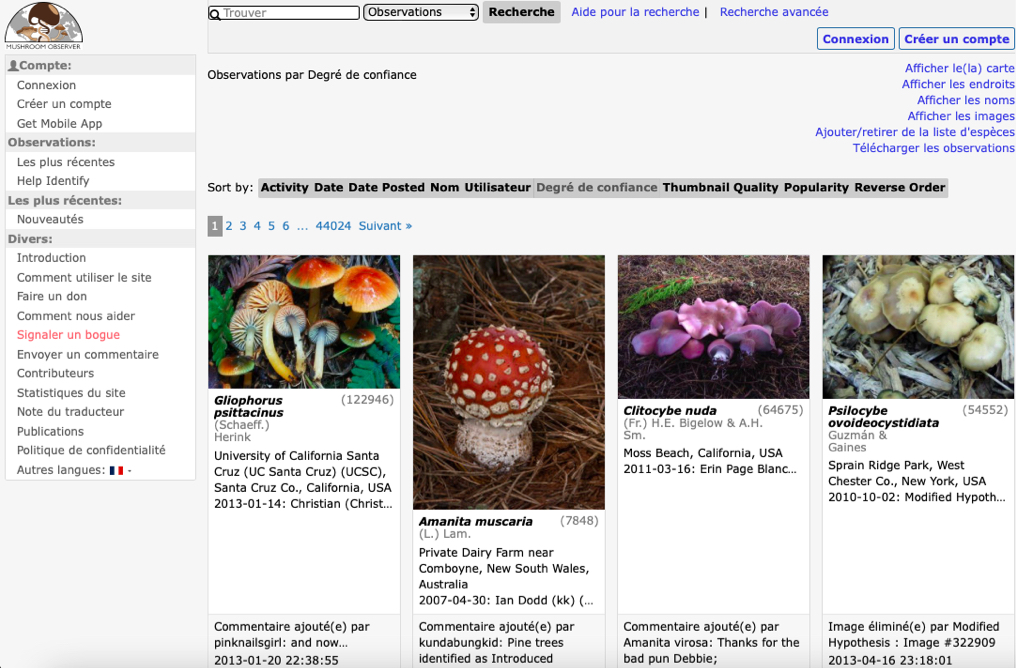 MUSHROOM OBSERVER
Trouver
Observations
Recherche
Aide pour la recherche |
Recherche avancée
Connexion
Créer un compte
Compte:
Connexion
Créer un compte
Get Mobile App
Observations:
Les plus récentes
Help Identify
Les plus récentes:
Nouveautés
Divers:
Introduction
Comment utiliser le site
Faire un don
Comment nous aider
Signaler un bogue
Envoyer un commentaire
Contributeurs
Statistiques du site
Note du traducteur
Publications
Politique de confidentialité
Autres langues:
Observations par Degré de confiance
Afficher le(la) carte
Afficher les endroits
Afficher les noms
Afficher les images
Ajouter/retirer de la liste d'espèces
Télécharger les observations
Sort by: Activity Date Date Posted Nom Utilisateur Degré de confiance Thumbnail Quality Popularity Reverse Order
1 2 3 4 5 6 ... 44024 Suivant »
Gliophorus (122946)
psittacinus
(Schaeff.)
Herink
University of California Santa
Cruz (UC Santa Cruz) (UCSC),
Santa Cruz Co., California, USA
2013-01-14: Christian (Christ...
Commentaire ajouté(e) par
pinknailsgirl: and now...
2013-01-20 22:38:55
Amanita muscaria (7848)
(L.) Lam.
Private Dairy Farm near
Comboyne, New South Wales,
Australia
2007-04-30: Ian Dodd (kk) (...
Commentaire ajouté(e) par
kundabungkid: Pine trees
identified as Introduced
Clitocybe nuda (64675)
(Fr.) H.E. Bigelow & A.H.
Sm.
Moss Beach, California, USA
2011-03-16: Erin Page Blanc...
Commentaire ajouté(e) par
Amanita virosa: Thanks for the
bad pun Debbie;
Psilocybe (54552)
ovoideocystidiata
Guzmán &
Gaines
Sprain Ridge Park, West
Chester Co., New York, USA
2010-10-02: Modified Hypoth...
Image éliminé(e) par Modified
Hypothesis : Image #322909
2013-04-16 23:18:01